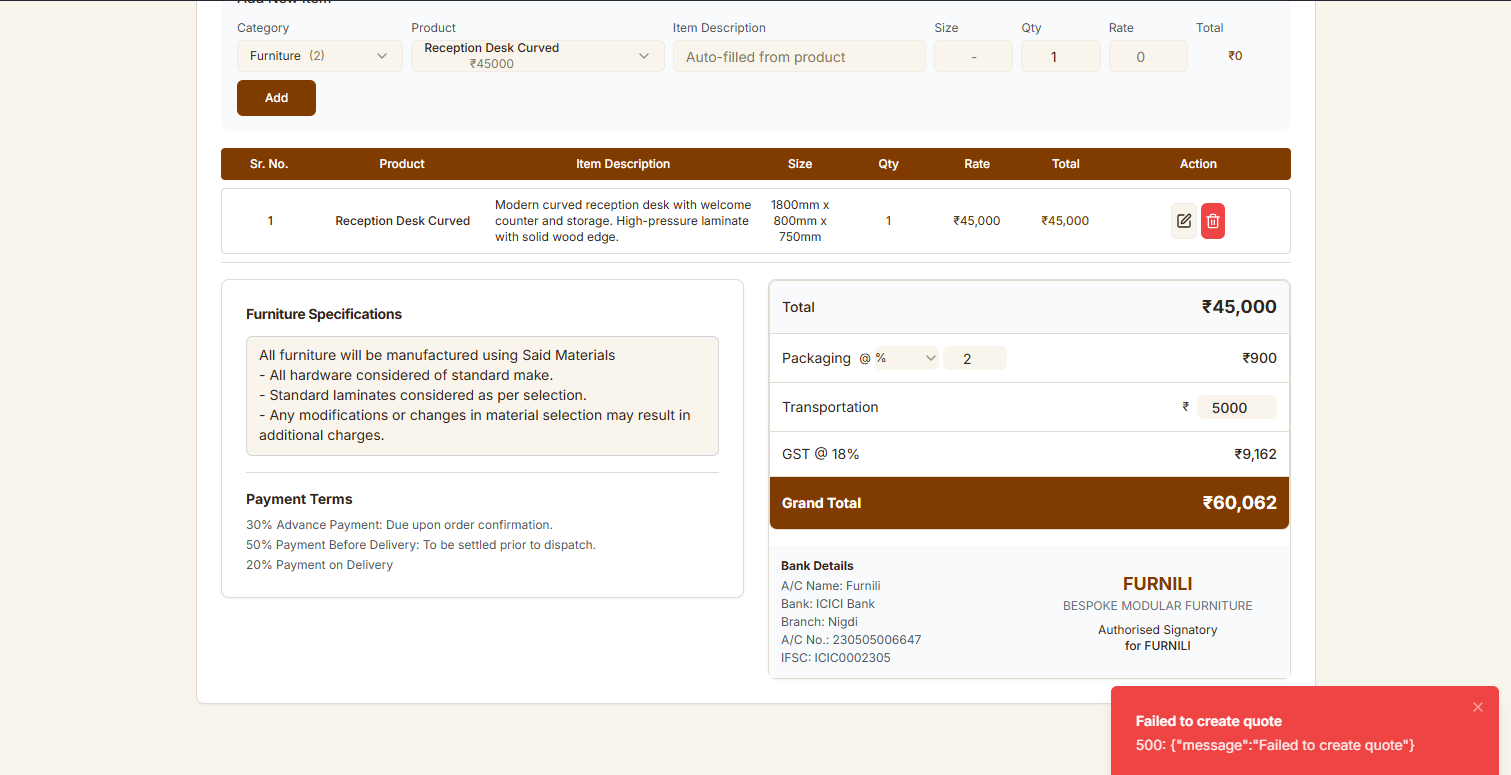 Add New Item
Category
Product
Item Description
Size
Qty
Rate
Total
Furniture (2)
Reception Desk Curved
₹45000
Auto-filled from product
-
1
0
₹0
Add
Sr. No.
Product
Item Description
Size
Qty
Rate
Total
Action
1
Reception Desk Curved
Modern curved reception desk with welcome
counter and storage. High-pressure laminate
with solid wood edge.
1800mm x
800mm x
750mm
1
₹45,000
₹45,000
Furniture Specifications
All furniture will be manufactured using Said Materials
- All hardware considered of standard make.
- Standard laminates considered as per selection.
- Any modifications or changes in material selection may result in
additional charges.
Payment Terms
30% Advance Payment: Due upon order confirmation.
50% Payment Before Delivery: To be settled prior to dispatch.
20% Payment on Delivery
Total ₹45,000
Packaging @ % 2 ₹900
Transportation ₹ 5000
GST @ 18% ₹9,162
Grand Total ₹60,062
Bank Details
A/C Name: Furnili
Bank: ICICI Bank
Branch: Nigdi
A/C No.: 230505006647
IFSC: ICIC0002305
FURNILI
BESPOKE MODULAR FURNITURE
Authorised Signatory
for FURNILI
Failed to create quote
500: {"message":"Failed to create quote"}